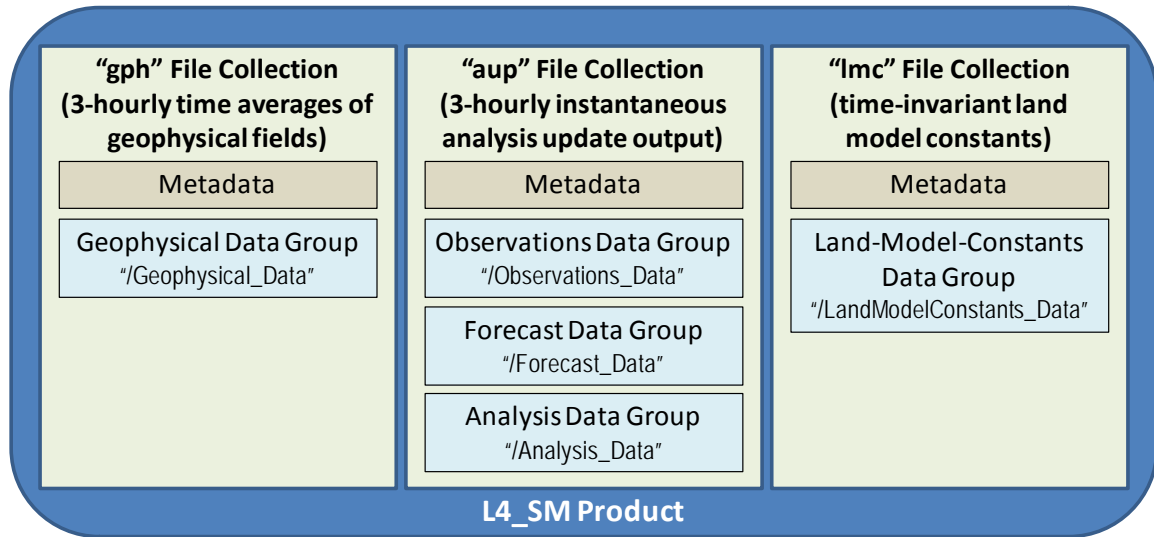 “gph” File Collection
(3-hourly time averages of
geophysical fields)
Metadata
Geophysical Data Group
“/Geophysical_Data”
“aup” File Collection
(3-hourly instantaneous
analysis update output)
Metadata
Observations Data Group
“/Observations_Data”
Forecast Data Group
“/Forecast_Data”
Analysis Data Group
“/Analysis_Data”
“lmc” File Collection
(time-invariant land
model constants)
Metadata
Land-Model-Constants
Data Group
“/LandModelConstants_Data”
L4_SM Product